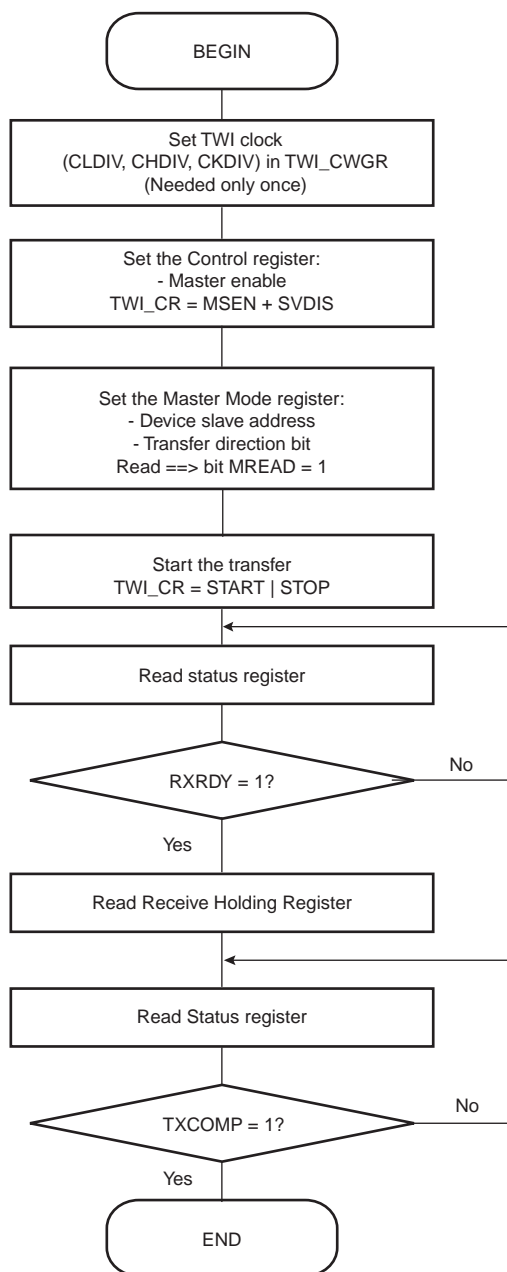 BEGIN
Set TWI clock
(CLDIV, CHDIV, CKDIV) in TWI_CWGR
(Needed only once)
Set the Control register:
- Master enable
TWI_CR = MSEN + SVDIS
Set the Master Mode register:
- Device slave address
- Transfer direction bit
Read ==> bit MREAD = 1
Start the transfer
TWI_CR = START | STOP
Read status register
RXRDY = 1?
No
Yes
Read Receive Holding Register
Read Status register
TXCOMP = 1?
No
Yes
END